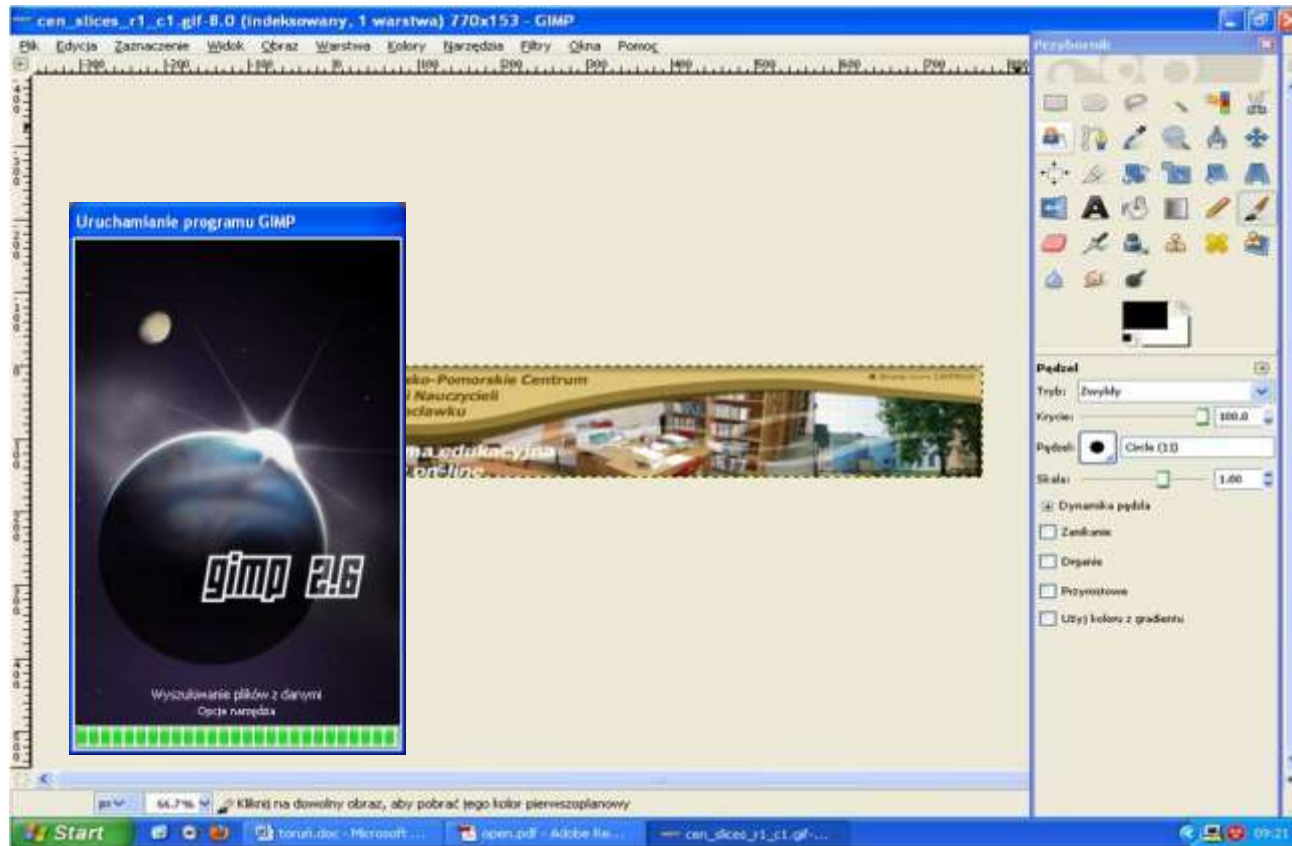 cen_slices_r1_c1.gif-8.0 (indeksowany, 1 warstwa) 770x153 - GIMP
Plik Edycja Zaznaczenie Widok Obraz Warstwa Kolory Narzędzia Filtry Okna Pomoc
Przybornik
Uruchamianie programu GIMP
gimp 2.6
Wyszukiwanie plików z danymi
Opcje narzędzia
sko-Pomorskie Centrum
i Nauczycieli
ocławku
ma edukacyjna
on-line
Pędzel
Tryb: Zwykły
Krycie: 100.0
Pędzel: Circle (11)
Skala: 1.00
Dynamika pędzla
Zanikanie
Drganie
Przyrostowe
Użyj koloru z gradientu
px 66.7% Kliknij na dowolny obraz, aby pobrać jego kolor pierwszoplanowy
Start toruń.doc - Microsoft ... open.pdf - Adobe Re... cen_slices_r1_c1.gif-... 09:21